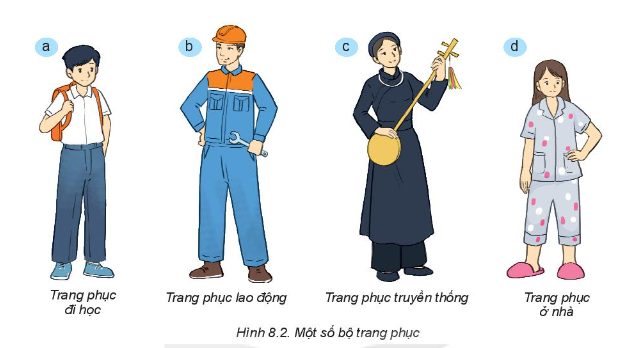 a
b
c
d
Trang phục
đi học
Trang phục lao động
Trang phục truyền thống
Trang phục
ở nhà
Hình 8.2. Một số bộ trang phục